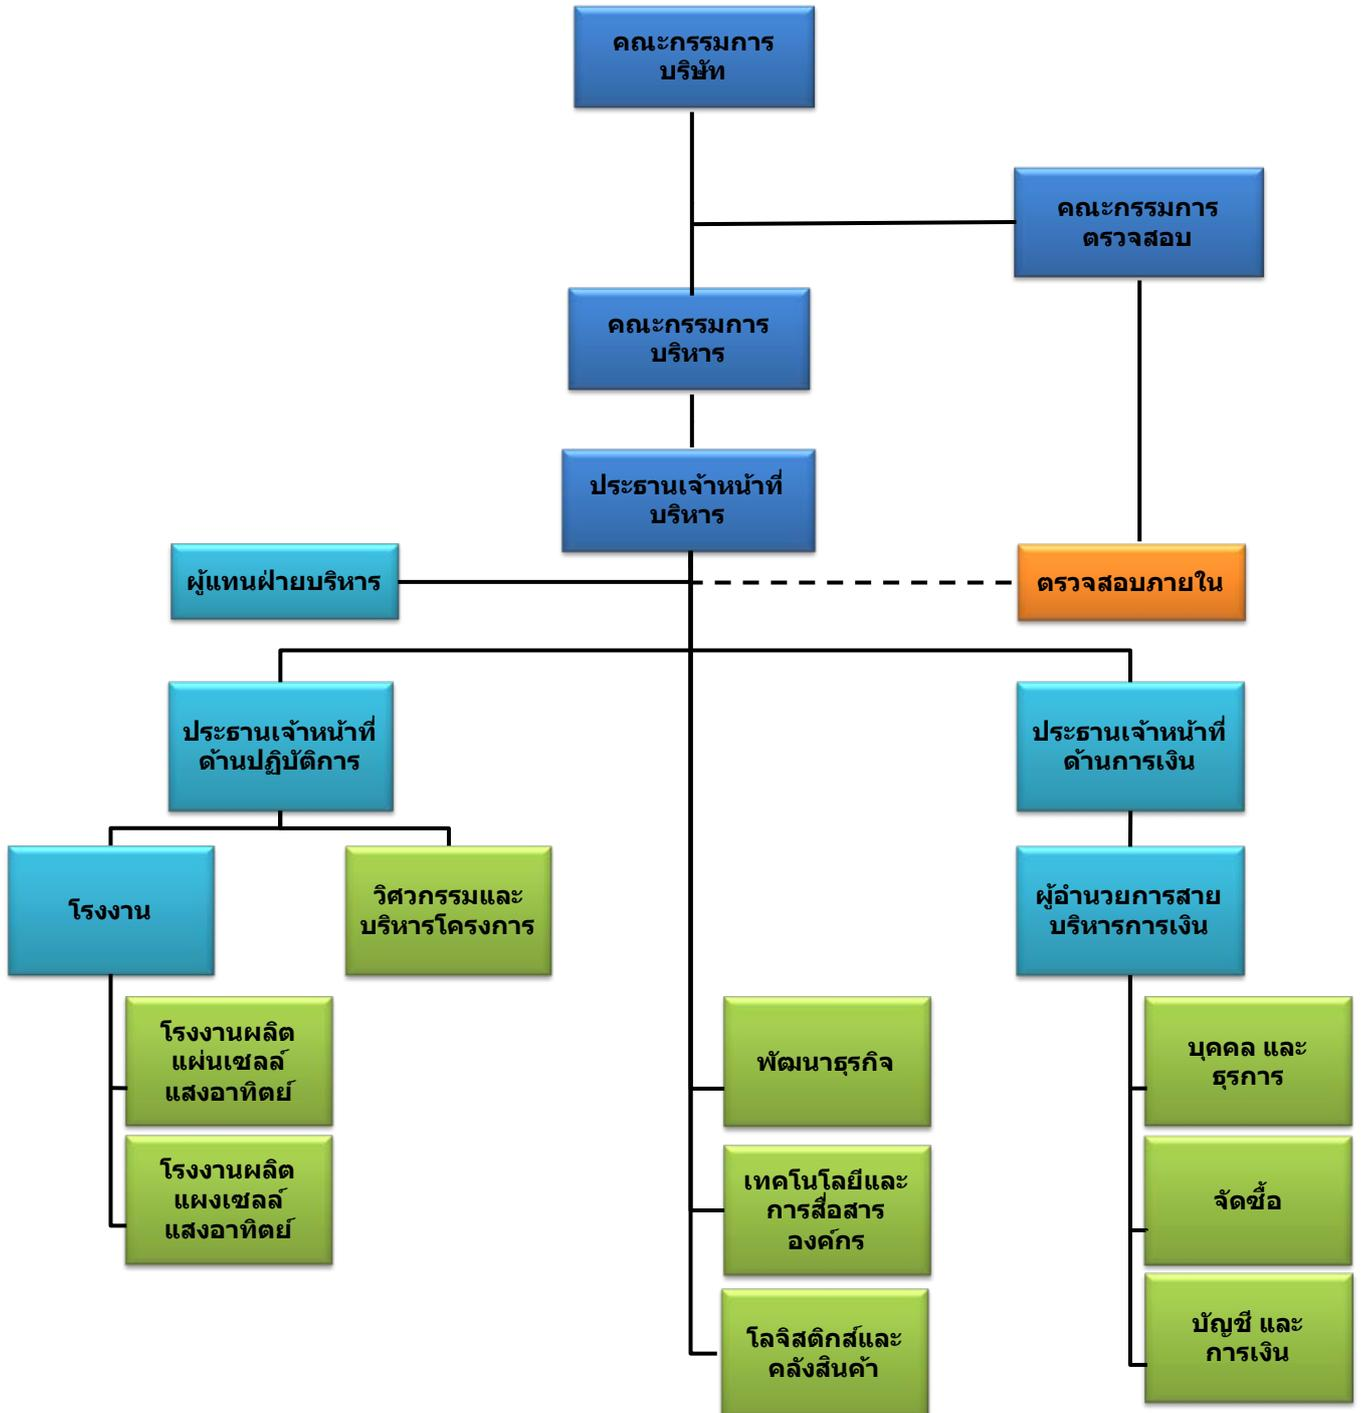 คณะกรรมการ
บริษัท
คณะกรรมการ
ตรวจสอบ
คณะกรรมการ
บริหาร
ประธานเจ้าหน้าที่
บริหาร
ผู้แทนฝ่ายบริหาร
ตรวจสอบภายใน
ประธานเจ้าหน้าที่
ด้านปฏิบัติการ
ประธานเจ้าหน้าที่
ด้านการเงิน
โรงงาน
วิศวกรรมและ
บริหารโครงการ
ผู้อำนวยการสาย
บริหารการเงิน
โรงงานผลิต
แผ่นเซลล์
แสงอาทิตย์
พัฒนาธุรกิจ
บุคคล และ
ธุรการ
โรงงานผลิต
แผงเซลล์
แสงอาทิตย์
เทคโนโลยีและ
การสื่อสาร
องค์กร
จัดซื้อ
โลจิสติกส์และ
คลังสินค้า
บัญชี และ
การเงิน